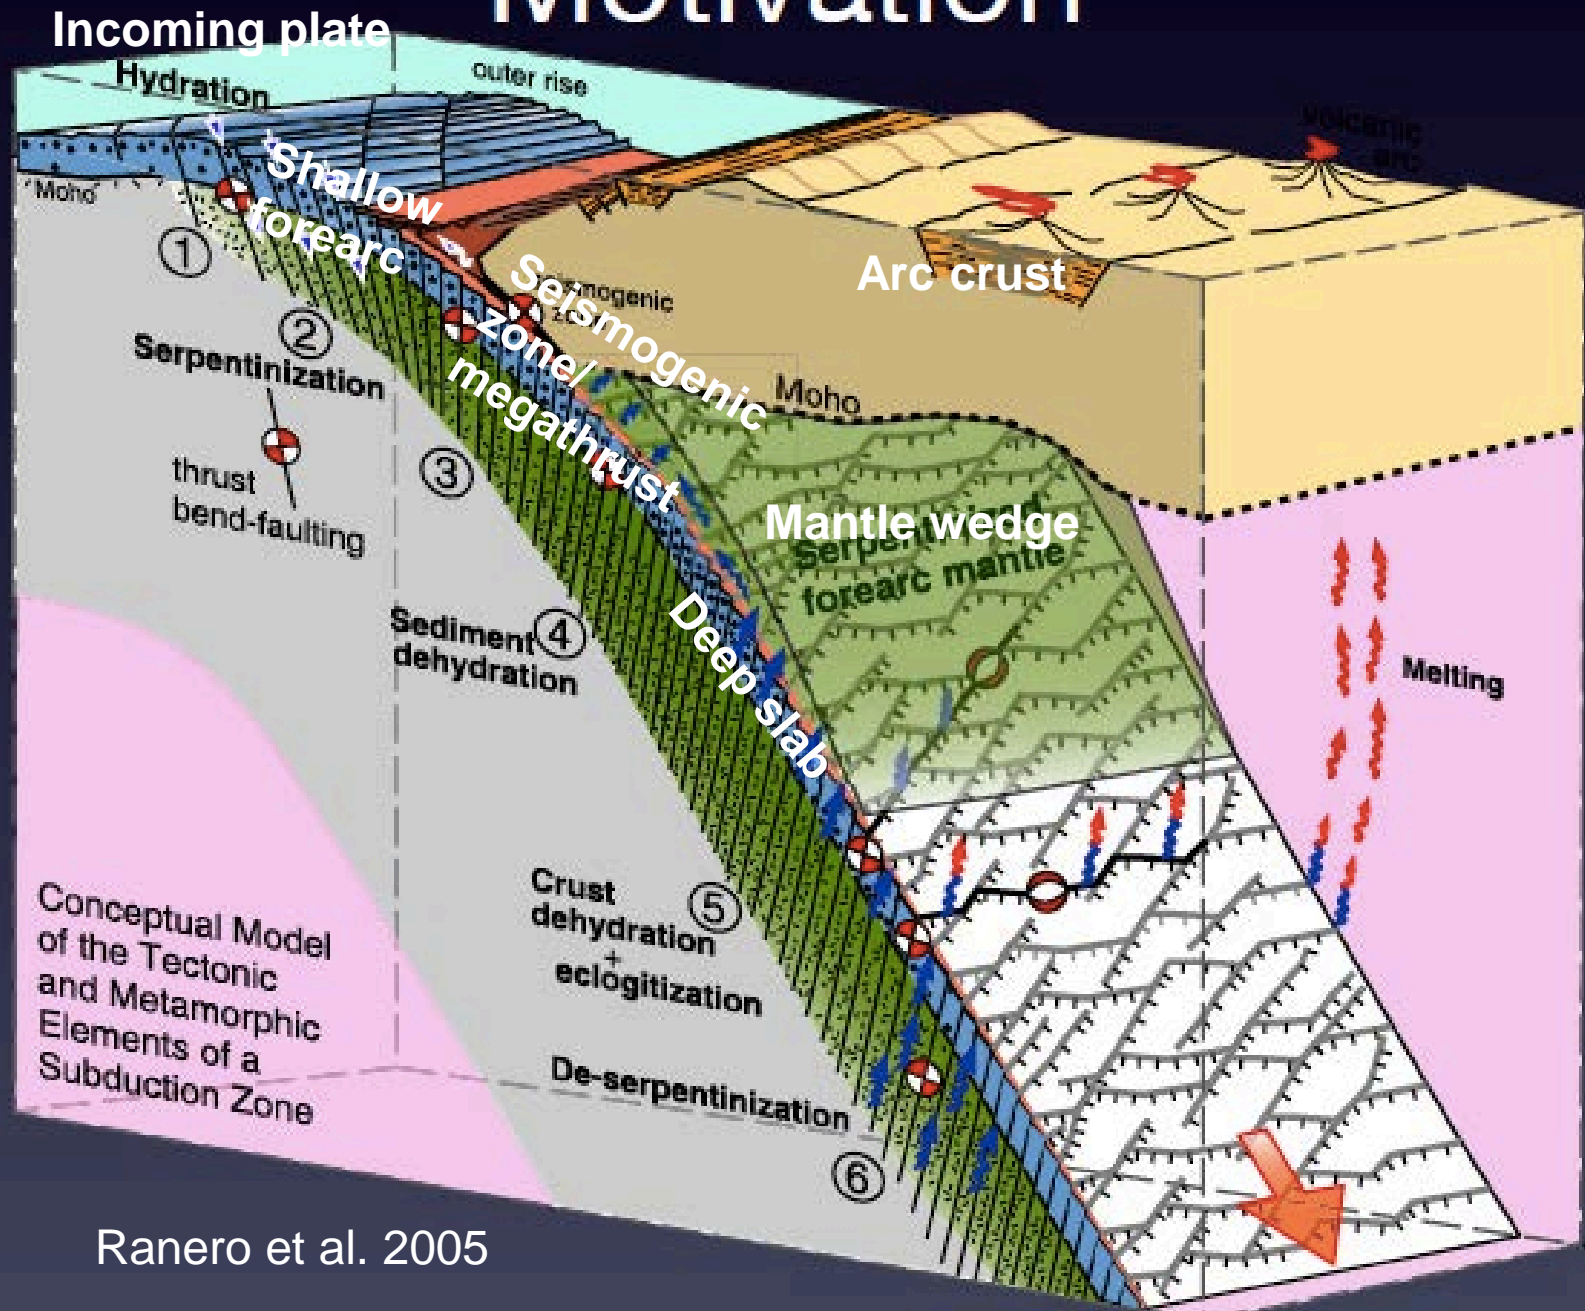 Motivation
Incoming plate
Hydration
outer rise
volcanic
arc
Moho
Shallow
forearc
①
Seismogenic
zone/
megathrust
Arc crust
②
Serpentinization
Moho
thrust
bend-faulting
③
Mantle wedge
forearc mantle
Sediment ④
dehydration
Deep slab
Melting
Crust ⑤
dehydration
+
eclogitization
Conceptual Model
of the Tectonic
and Metamorphic
Elements of a
Subduction Zone
De-serpentinization
⑥
Ranero et al. 2005